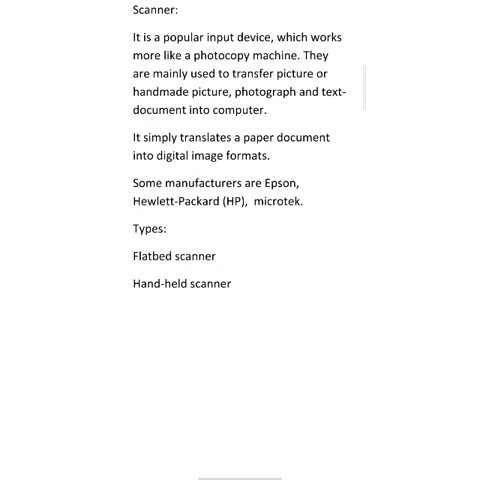 Scanner:
It is a popular input device, which works
more like a photocopy machine. They
are mainly used to transfer picture or
handmade picture, photograph and text-
document into computer.
It simply translates a paper document
into digital image formats.
Some manufacturers are Epson,
Hewlett-Packard (HP),  microtek.
Types:
Flatbed scanner
Hand-held scanner